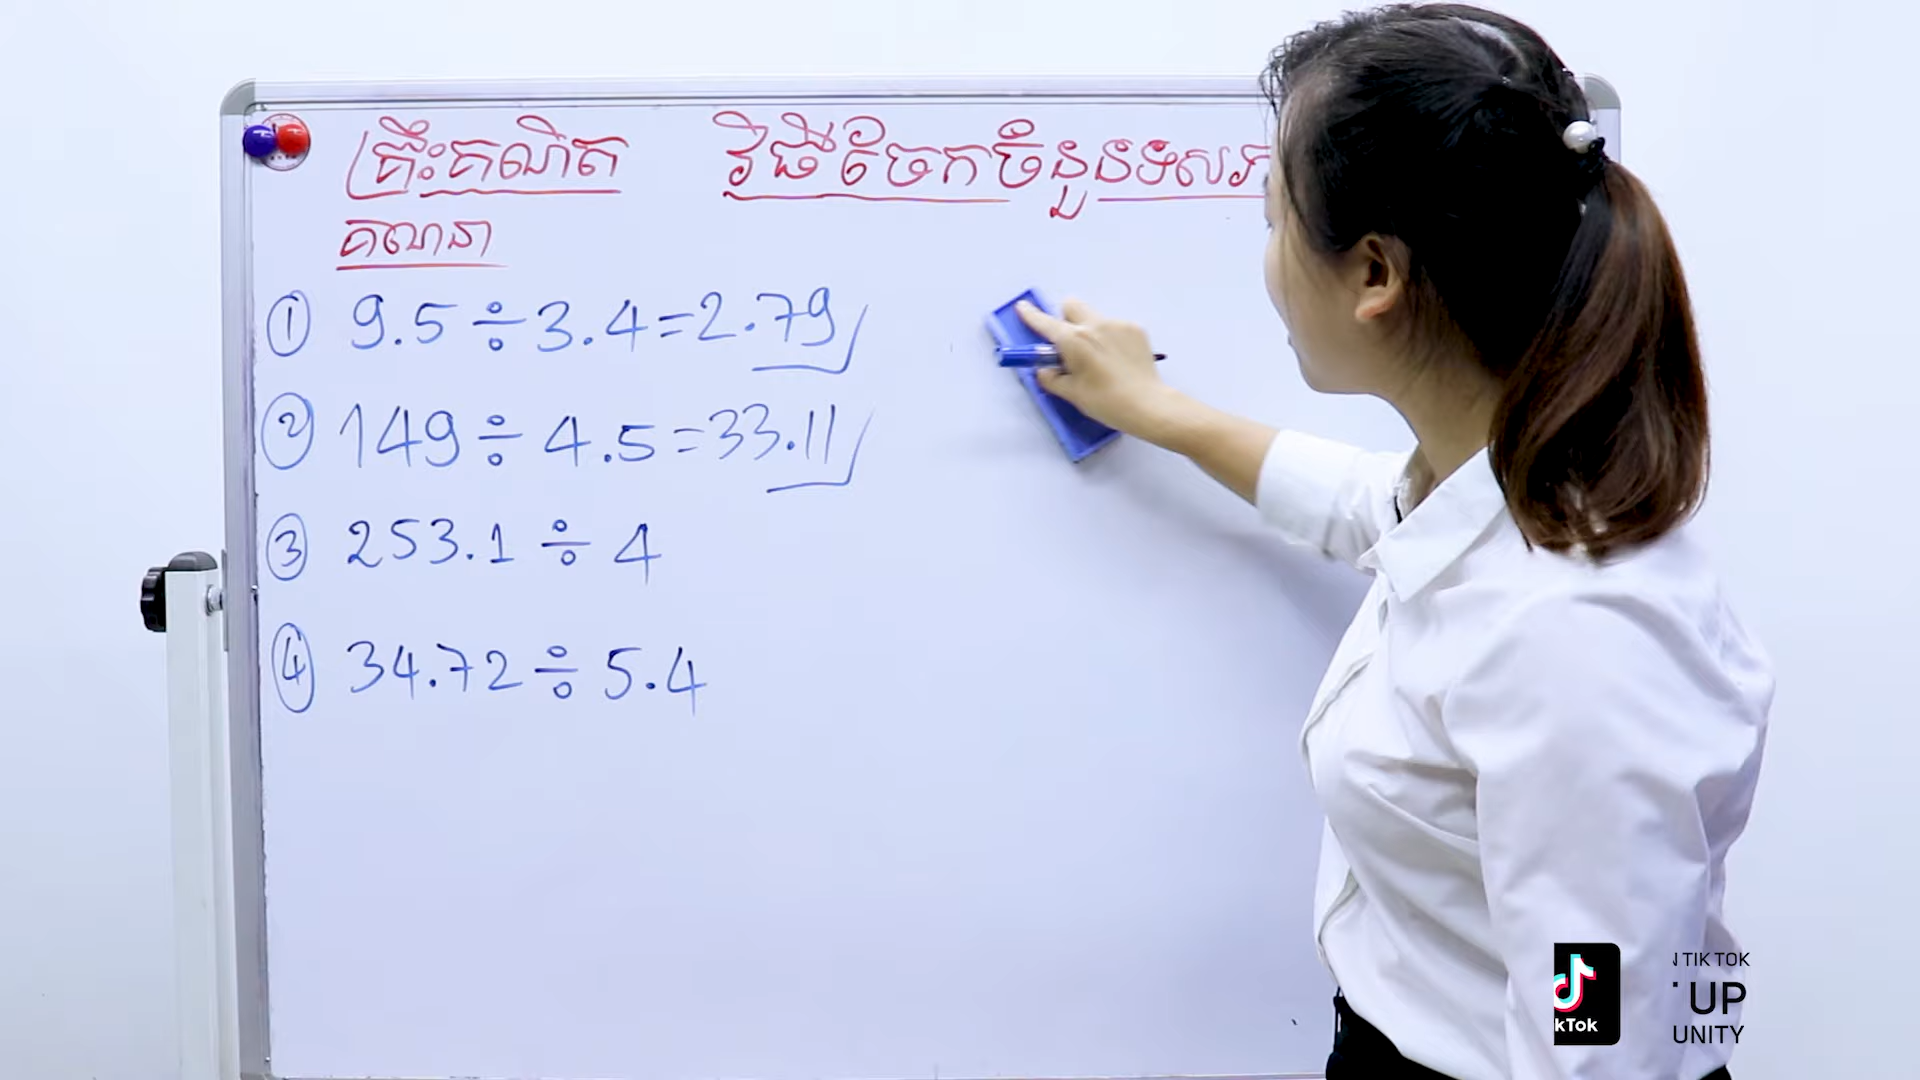 គ្រឹះគណិត វិធីចែកចំនួនទសភ
គណនា
① 9.5 ÷ 3.4 = 2.79
② 149 ÷ 4.5 = 33.11
③ 253.1 ÷ 4
④ 34.72 ÷ 5.4
kTok
TIK TOK
UP
UNITY